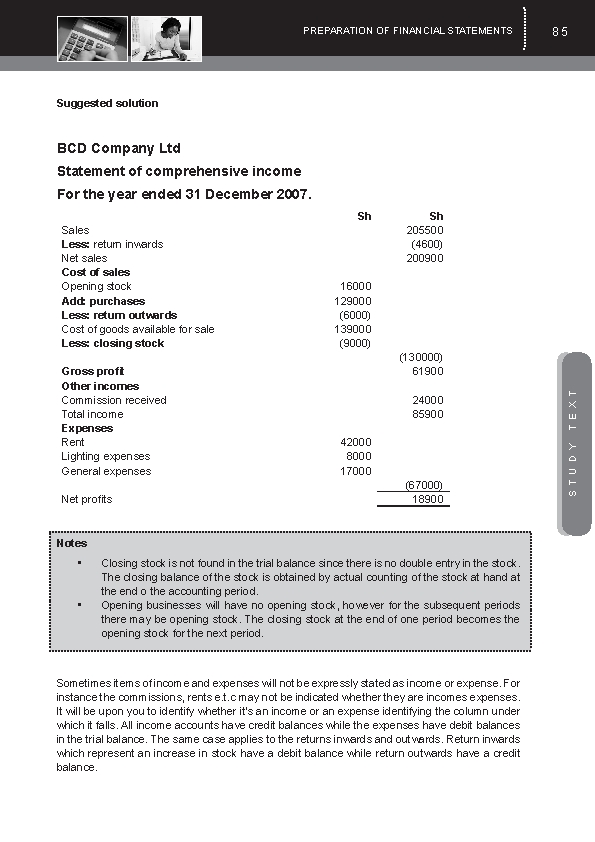 PREPARATION OF FINANCIAL STATEMENTS 85
Suggested solution
BCD Company Ltd
Statement of comprehensive income
For the year ended 31 December 2007.
Sh Sh
Sales 205500
Less: return inwards (4600)
Net sales 200900
Cost of sales
Opening stock 16000
Add: purchases 129000
Less: return outwards (6000)
Cost of goods available for sale 139000
Less: closing stock (9000)
(130000)
Gross profit 61900
Other incomes
Commission received 24000
Total income 85900
Expenses
Rent 42000
Lighting expenses 8000
General expenses 17000
(67000)
Net profits 18900
STUDY TEXT
Notes
• Closing stock is not found in the trial balance since there is no double entry in the stock.
The closing balance of the stock is obtained by actual counting of the stock at hand at
the end o the accounting period.
• Opening businesses will have no opening stock, however for the subsequent periods
there may be opening stock. The closing stock at the end of one period becomes the
opening stock for the next period.
Sometimes items of income and expenses will not be expressly stated as income or expense. For
instance the commissions, rents e.t.c may not be indicated whether they are incomes expenses.
It will be upon you to identify whether it's an income or an expense identifying the column under
which it falls. All income accounts have credit balances while the expenses have debit balances
in the trial balance. The same case applies to the returns inwards and outwards. Return inwards
which represent an increase in stock have a debit balance while return outwards have a credit
balance.